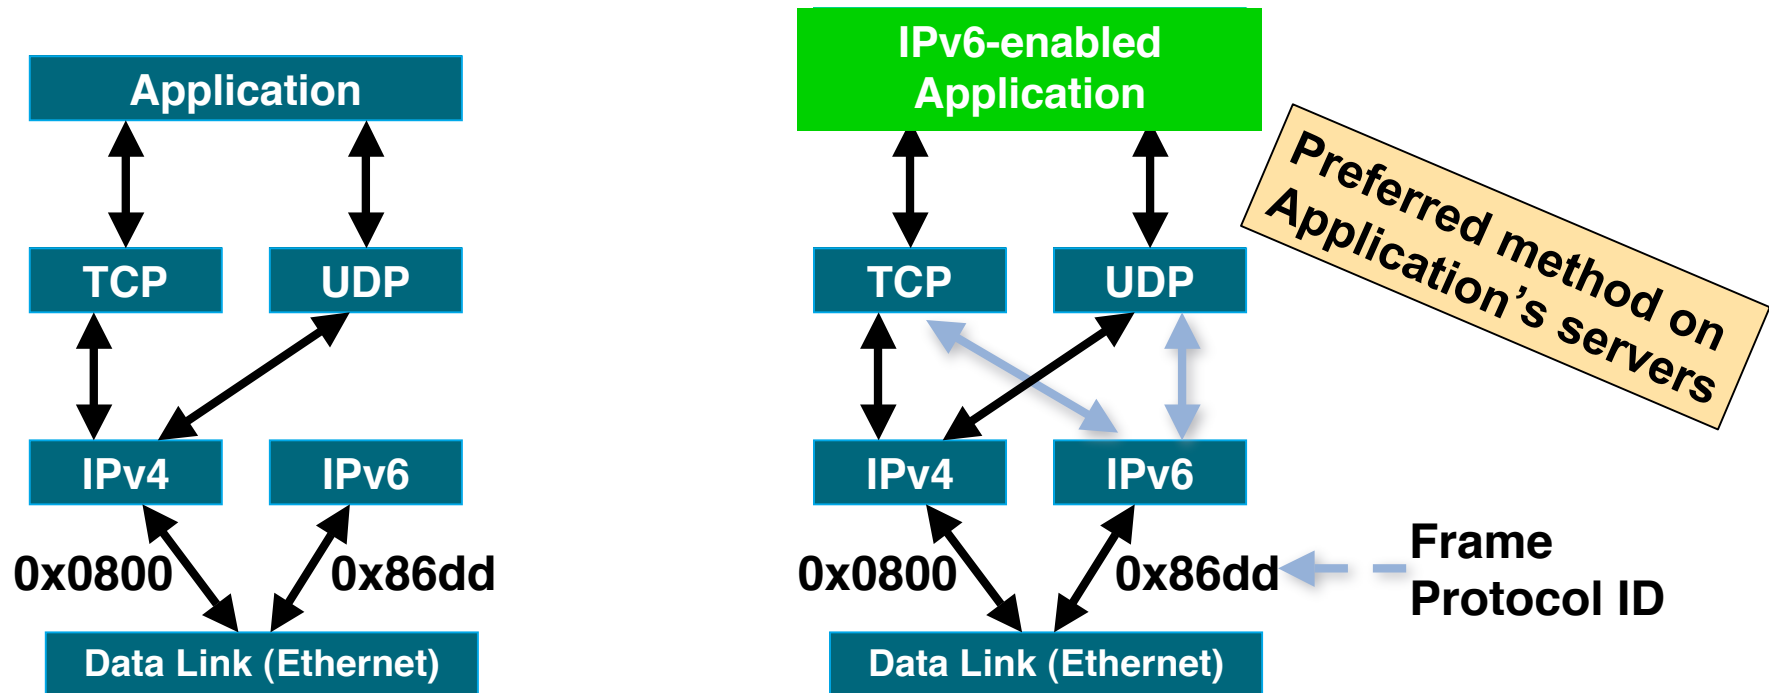 Application
TCP
UDP
IPv4
IPv6
0x0800
0x86dd
Data Link (Ethernet)
IPv6-enabled
Application
TCP
UDP
IPv4
IPv6
0x0800
0x86dd
Data Link (Ethernet)
Preferred method on
Application’s servers
Frame
Protocol ID